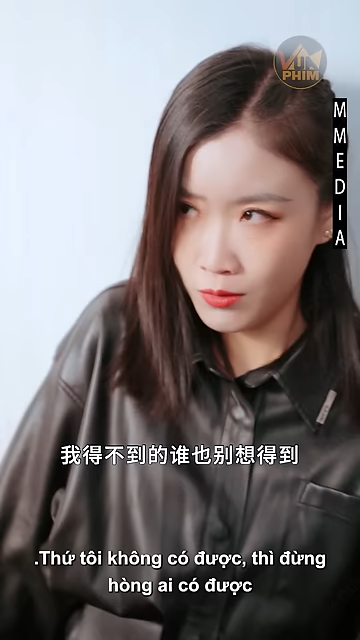 VUN
PHIM
MMEDIA
我得不到的谁也别想得到
.Thứ tôi không có được, thì đừng
hòng ai có được